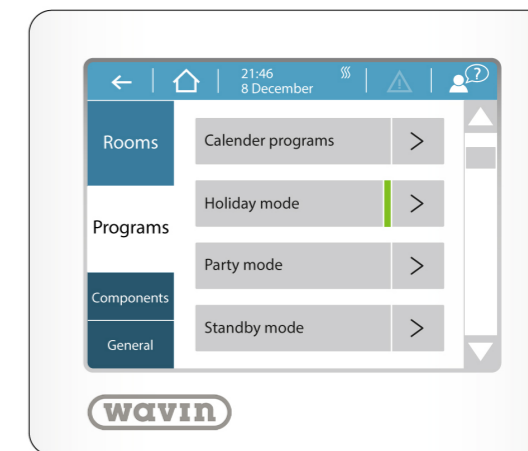 21:46
8 December
?
Rooms
Programs
Components
General
Calender programs
Holiday mode
Party mode
Standby mode
wavin